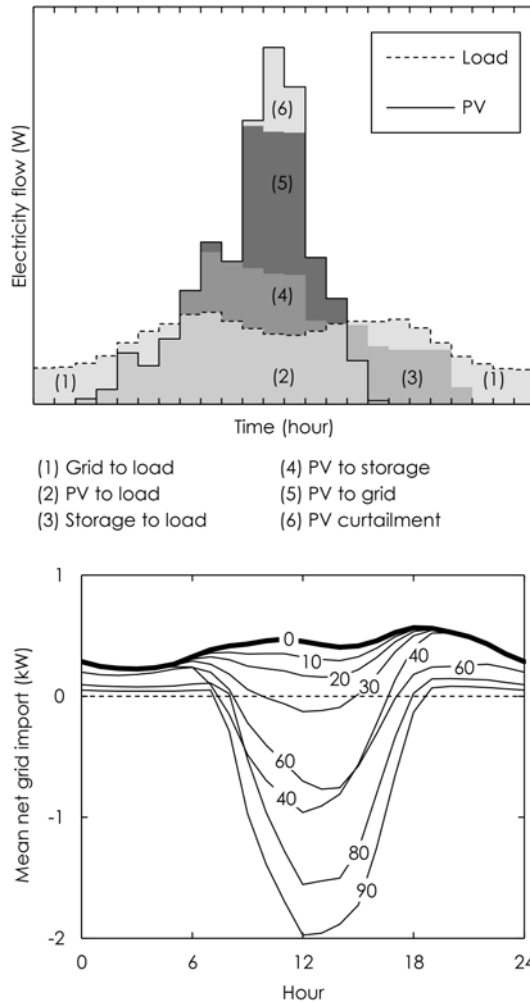 Electricity flow (W)
Load
PV
(6)
(5)
(4)
(1)
(2)
(3)
(1)
Time (hour)
(1) Grid to load
(4) PV to storage
(2) PV to load
(5) PV to grid
(3) Storage to load
(6) PV curtailment
Mean net grid import (kW)
1
0
-1
-2
0
10
20
30
40
60
60
40
80
90
0
6
12
18
24
Hour